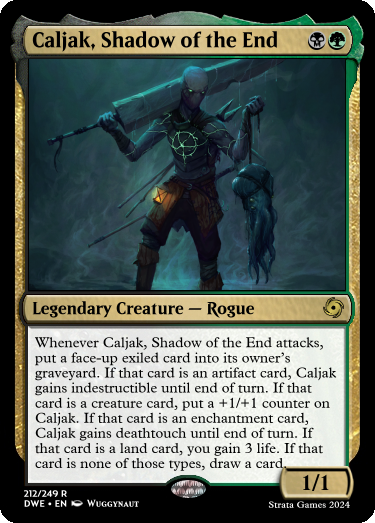 Caljak, Shadow of the End
Legendary Creature — Rogue
Whenever Caljak, Shadow of the End attacks,
put a face-up exiled card into its owner's
graveyard. If that card is an artifact card, Caljak
gains indestructible until end of turn. If that
card is a creature card, put a +1/+1 counter on
Caljak. If that card is an enchantment card,
Caljak gains deathtouch until end of turn. If
that card is a land card, you gain 3 life. If that
card is none of those types, draw a card.
1/1
212/249 R
DWE • EN Wuggynaut
Strata Games 2024